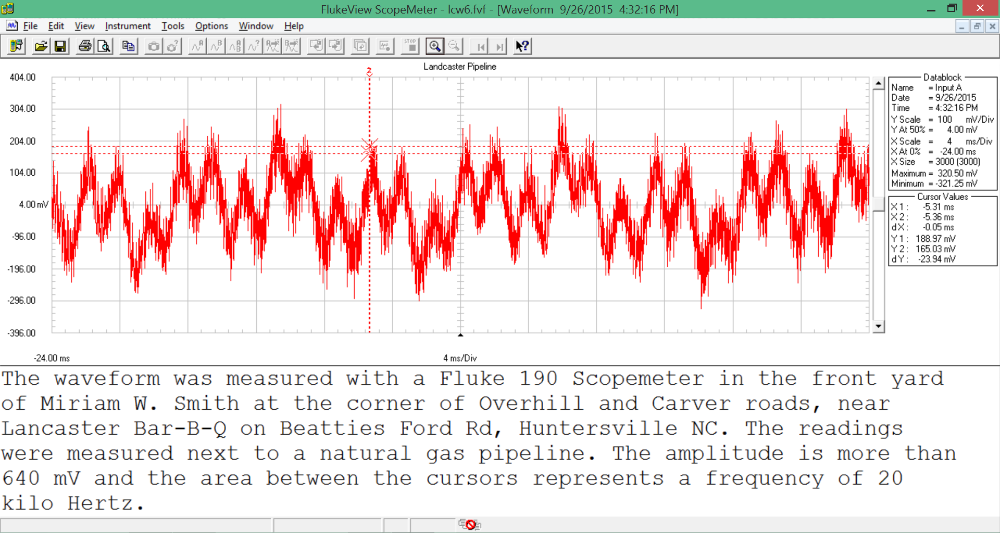 FlukeView ScopeMeter - lcw6.fvf - [Waveform  9/26/2015  4:32:16 PM]
File Edit View Instrument Tools Options Window Help
STOP
Landcaster Pipeline
404.00
304.00
204.00
104.00
4.00 mV
-96.00
-196.00
-296.00
-396.00
-24.00 ms
4 ms/Div
Datablock
Name = Input A
Date = 9/26/2015
Time = 4:32:16 PM
Y Scale = 100 mV/Div
Y At 50% = 4.00 mV
X Scale = 4 ms/Div
X At 0% = -24.00 ms
X Size = 3000 (3000)
Maximum = 320.50 mV
Minimum = -321.25 mV
Cursor Values
X 1 : -5.31 ms
X 2 : -5.36 ms
d X : -0.05 ms
Y 1 : 188.97 mV
Y 2 : 165.03 mV
d Y : -23.94 mV
The waveform was measured with a Fluke 190 Scopemeter in the front yard
of Miriam W. Smith at the corner of Overhill and Carver roads, near
Lancaster Bar-B-Q on Beatties Ford Rd, Huntersville NC. The readings
were measured next to a natural gas pipeline. The amplitude is more than
640 mV and the area between the cursors represents a frequency of 20
kilo Hertz.